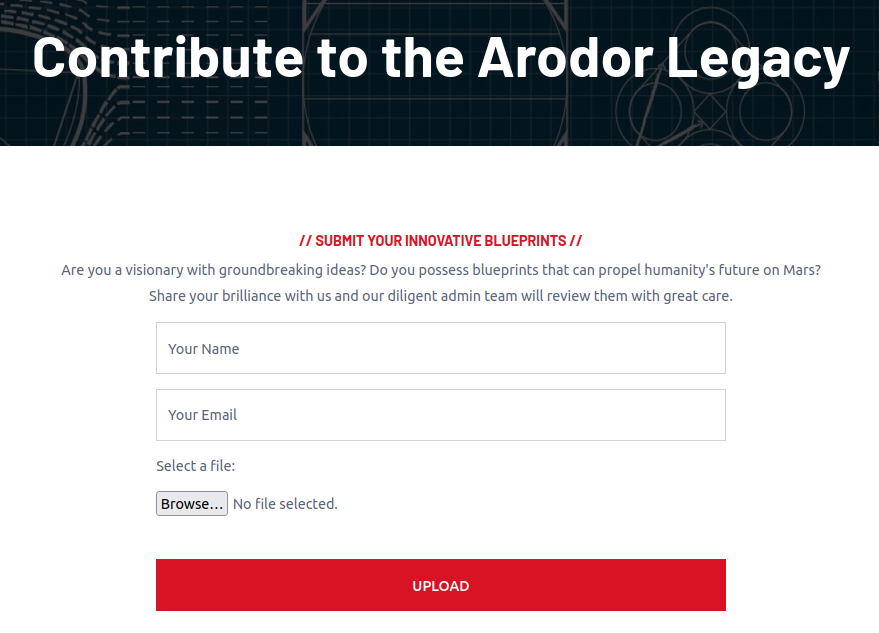 Contribute to the Arodor Legacy
// SUBMIT YOUR INNOVATIVE BLUEPRINTS //
Are you a visionary with groundbreaking ideas? Do you possess blueprints that can propel humanity's future on Mars?
Share your brilliance with us and our diligent admin team will review them with great care.
Your Name
Your Email
Select a file:
Browse... No file selected.
UPLOAD